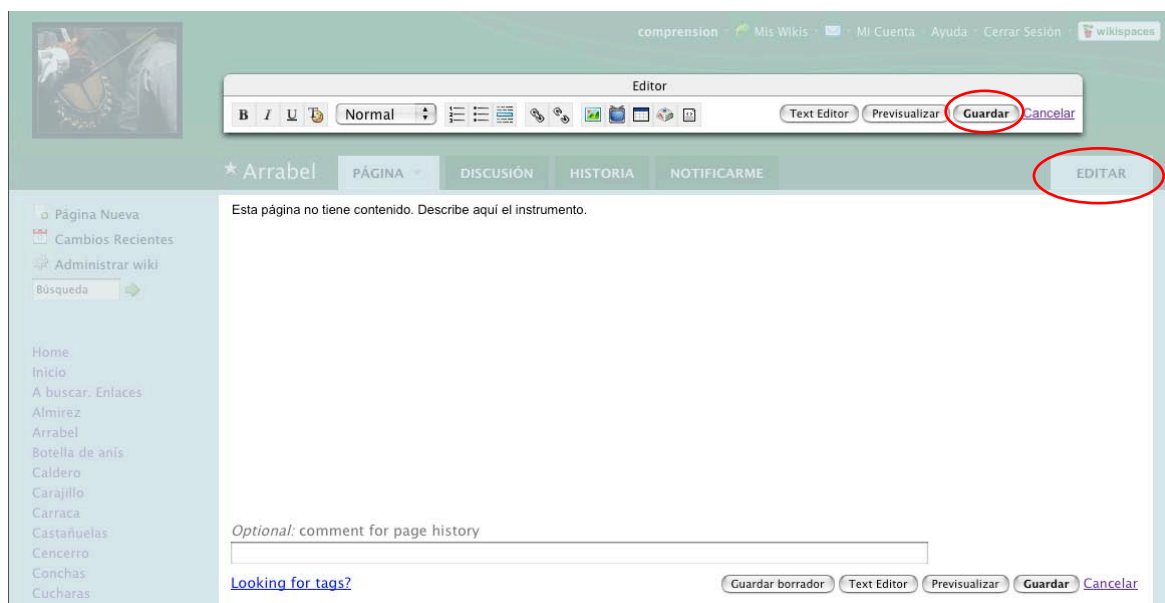 comprension · Mis Wikis · · Mi Cuenta · Ayuda · Cerrar Sesión · wikispaces
Editor
B I U Normal Text Editor Previsualizar Guardar Cancelar
Arrabel PÁGINA DISCUSIÓN HISTORIA NOTIFICARME EDITAR
Página Nueva
Cambios Recientes
Administrar wiki
Búsqueda
Home
Inicio
A buscar. Enlaces
Almirez
Arrabel
Botella de anis
Caldero
Carajillo
Carraca
Castañuelas
Cencerro
Conchas
Cucharas
Esta página no tiene contenido. Describe aquí el instrumento.
Optional: comment for page history
Looking for tags? Guardar borrador Text Editor Previsualizar Guardar Cancelar